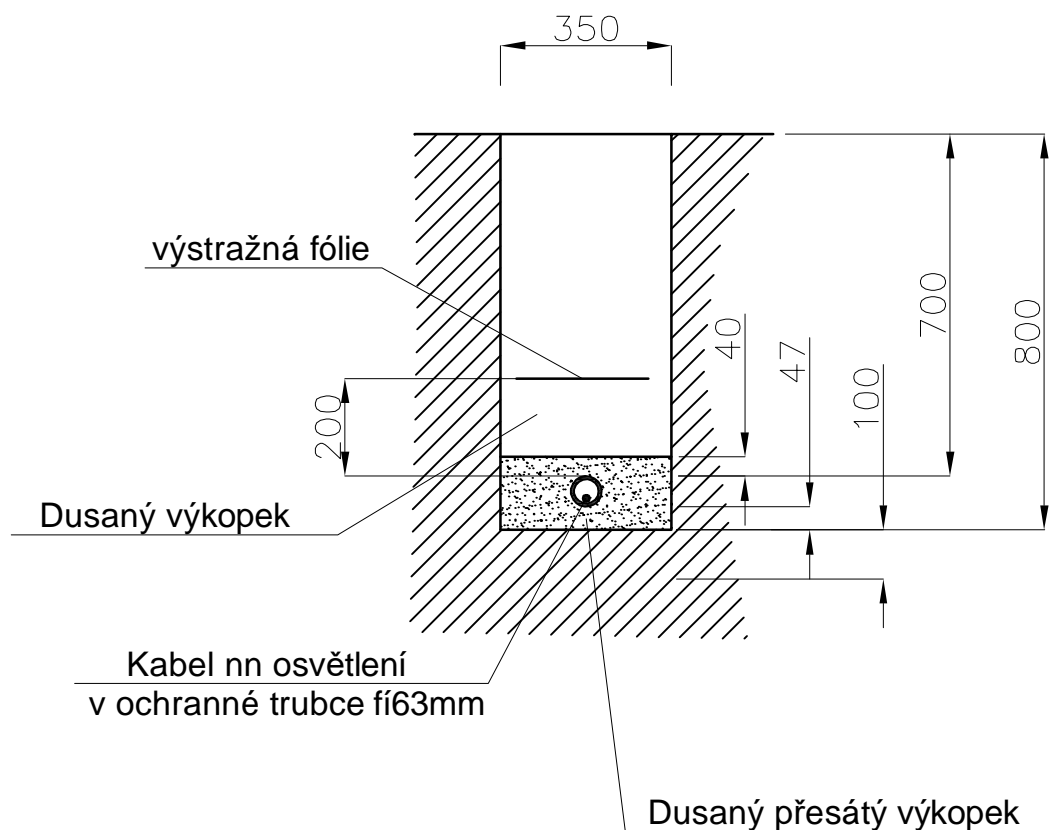 350
výstražná fólie
200
40
47
100
700
800
Dusaný výkopek
Kabel nn osvětlení
v ochranné trubce fí63mm
Dusaný přesátý výkopek